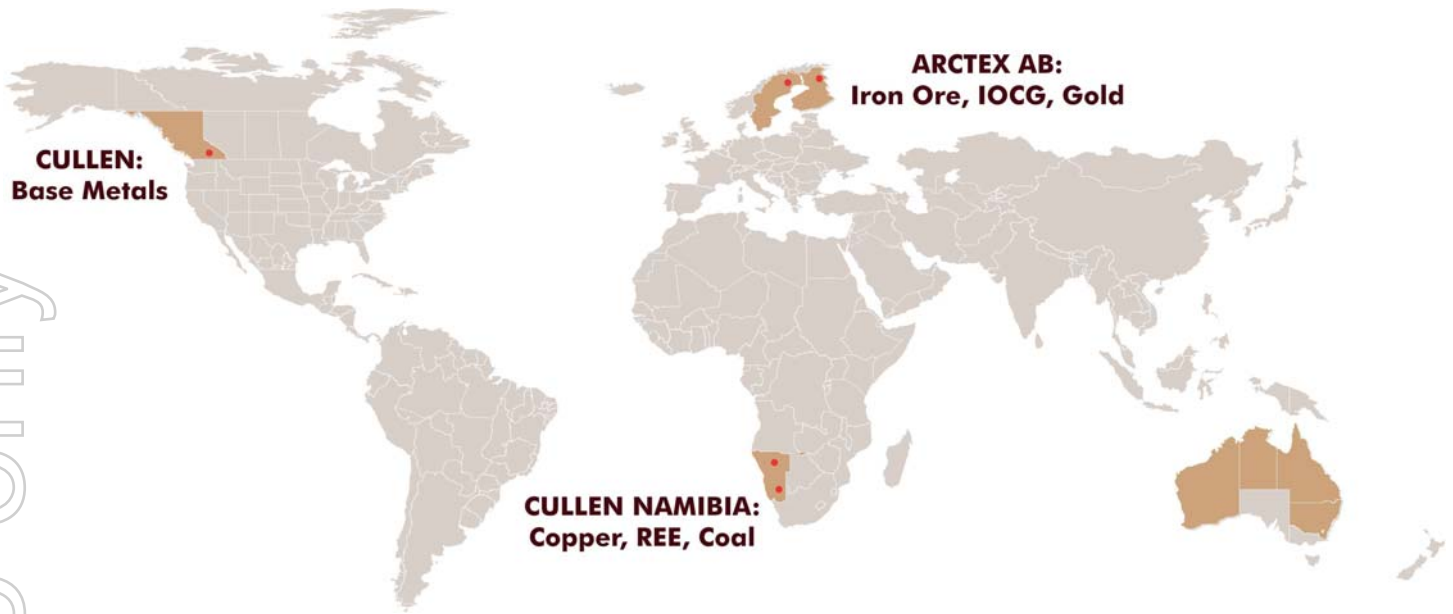 ARCTEX AB:
Iron Ore, IOCG, Gold
CULLEN:
Base Metals
CULLEN NAMIBIA:
Copper, REE, Coal